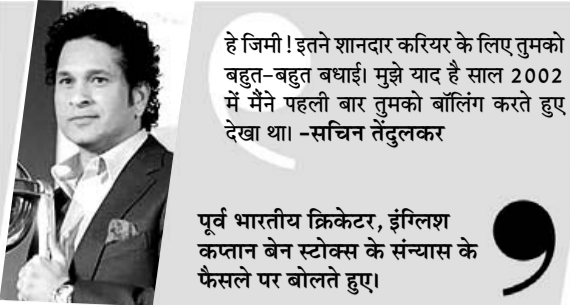 हे जिमी ! इतने शानदार करियर के लिए तुमको
बहुत-बहुत बधाई। मुझे याद है साल 2002
में मैंने पहली बार तुमको बॉलिंग करते हुए
देखा था। -सचिन तेंदुलकर
पूर्व भारतीय क्रिकेटर, इंग्लिश
कप्तान बेन स्टोक्स के संन्यास के
फैसले पर बोलते हुए।